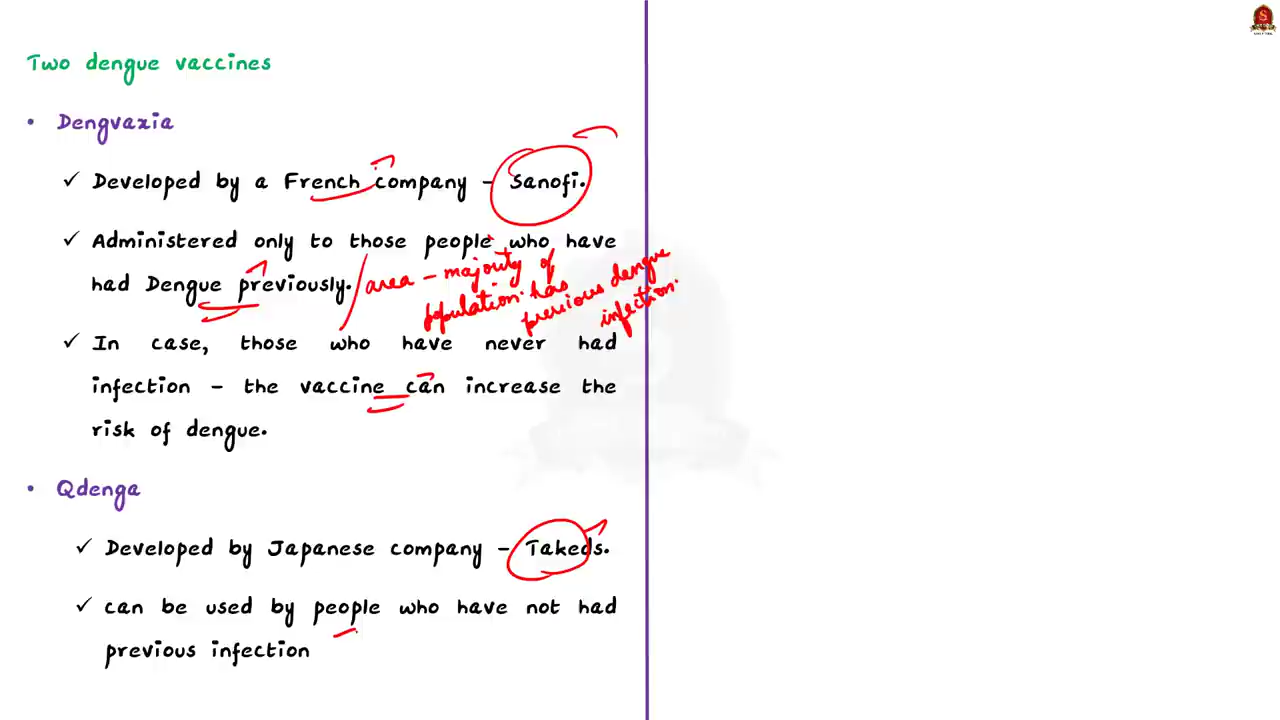 Two dengue vaccines
• Dengvaxia
✓ Developed by a French company - Sanofi.
✓ Administered only to those people who have
had Dengue previously.
area - majority of
population has
previous dengue
infection.
✓ In case, those who have never had
infection - the vaccine can increase the
risk of dengue.
• Qdenga
✓ Developed by Japanese company - Takeds.
✓ can be used by people who have not had
previous infection